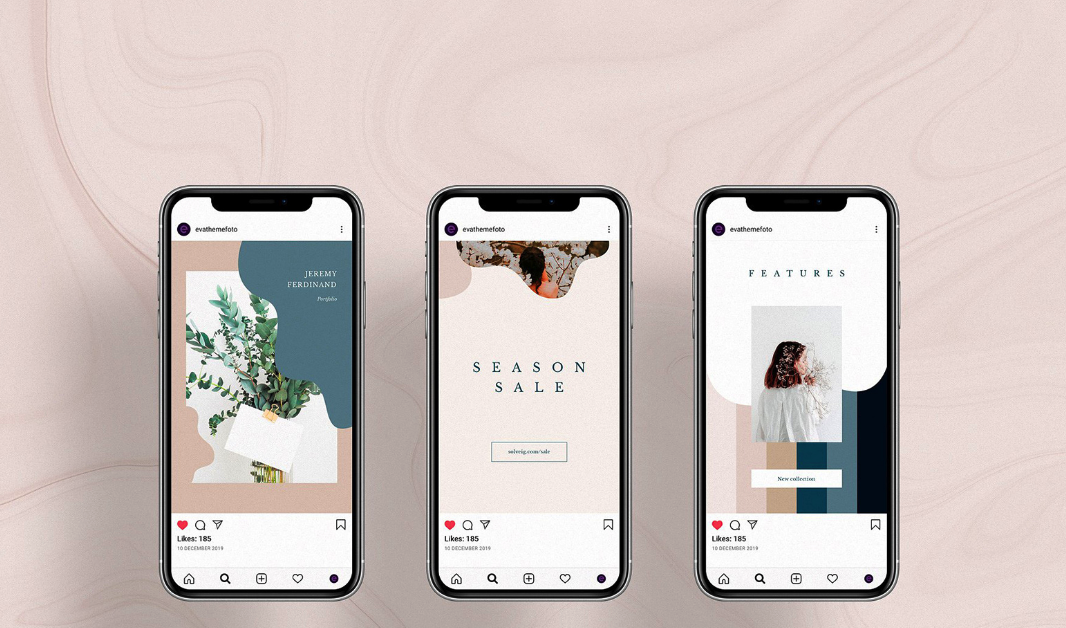 evathemefoto
JEREMY
FERDINAND
Portfolio
Likes: 185
10 DECEMBER 2019
evathemefoto
SEASON
SALE
solveig.com/sale
Likes: 185
10 DECEMBER 2019
evathemefoto
FEATURES
New collection
Likes: 185
10 DECEMBER 2019